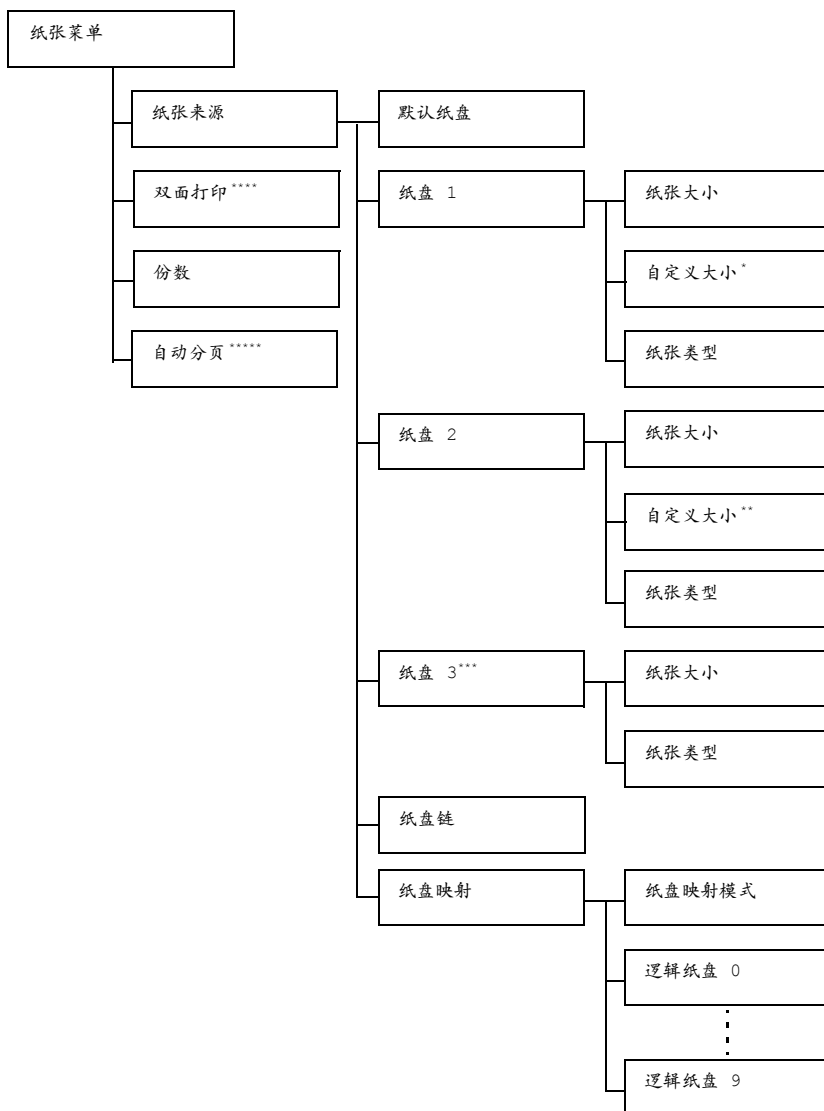 纸张菜单
纸张来源
默认纸盘
双面打印****
纸盘 1
纸张大小
份数
自定义大小*
自动分页*****
纸张类型
纸盘 2
纸张大小
自定义大小**
纸张类型
纸盘 3***
纸张大小
纸张类型
纸盘链
纸盘映射
纸盘映射模式
逻辑纸盘 0
逻辑纸盘 9